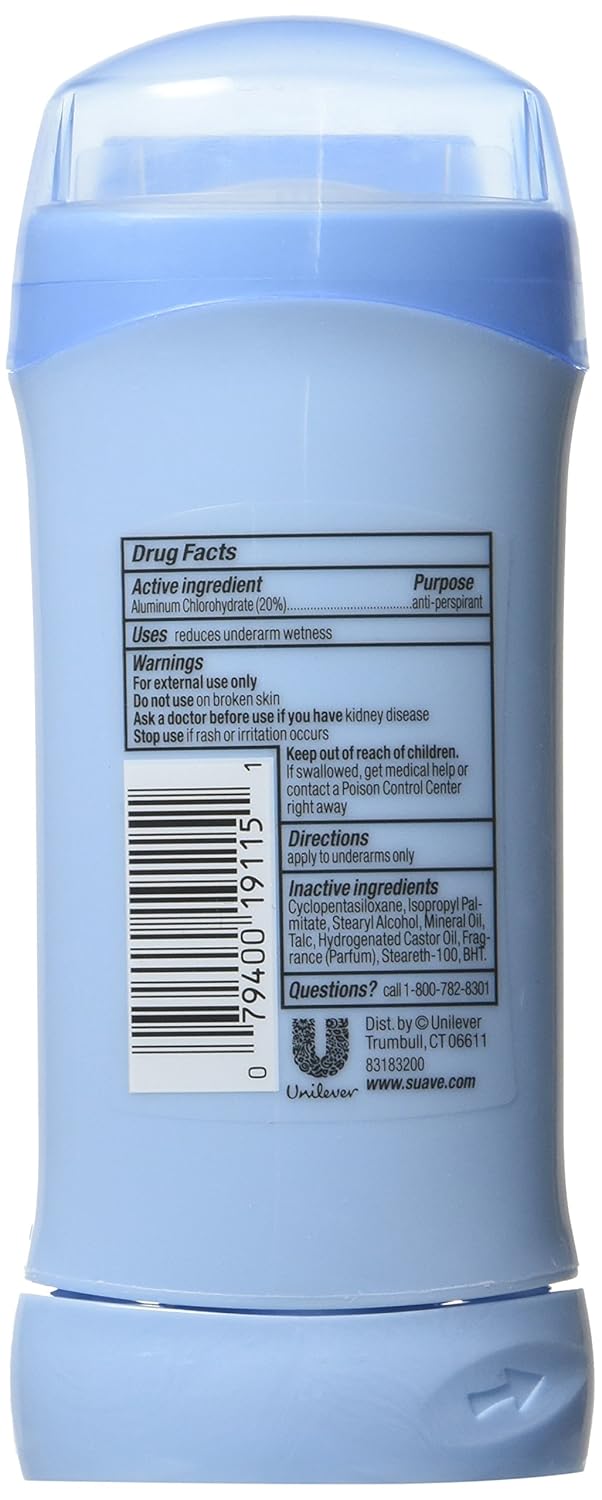 Drug Facts
Active ingredient Purpose
Aluminum Chlorohydrate (20%)..........................................anti-perspirant
Uses reduces underarm wetness
Warnings
For external use only
Do not use on broken skin
Ask a doctor before use if you have kidney disease
Stop use if rash or irritation occurs
Keep out of reach of children.
If swallowed, get medical help or
contact a Poison Control Center
right away
Directions
apply to underarms only
Inactive ingredients
Cyclopentasiloxane, Isopropyl Pal-
mitate, Stearyl Alcohol, Mineral Oil,
Talc, Hydrogenated Castor Oil, Frag-
rance (Parfum), Steareth-100, BHT.
Questions? call 1-800-782-8301
0 79400 19115 1
Unilever
Dist. by © Unilever
Trumbull, CT 06611
83183200
www.suave.com